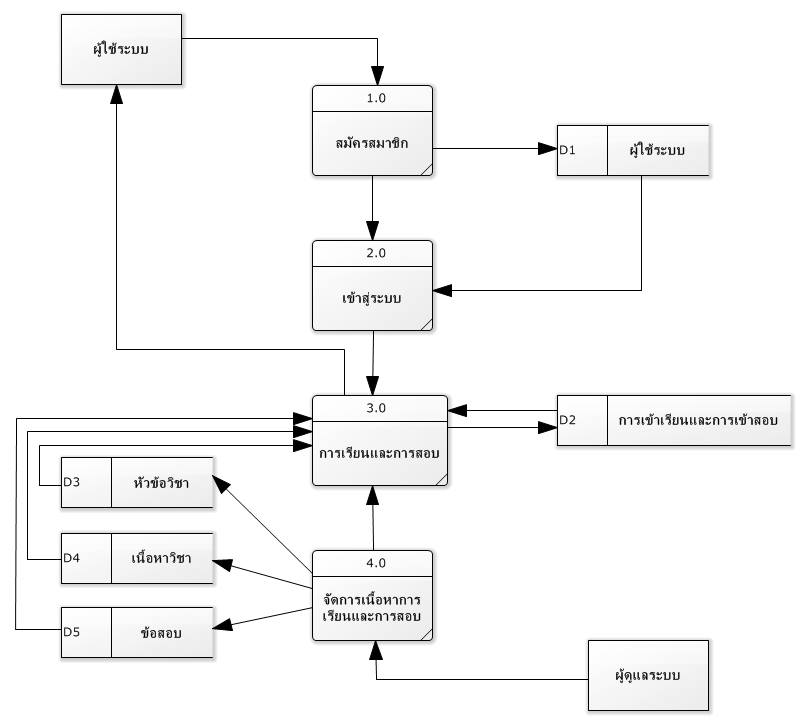 ผู้ใช้ระบบ
1.0
สมัครสมาชิก
D1
ผู้ใช้ระบบ
2.0
เข้าสู่ระบบ
3.0
การเรียนและการสอบ
D2
การเข้าเรียนและการเข้าสอบ
D3
หัวข้อวิชา
D4
เนื้อหาวิชา
D5
ข้อสอบ
4.0
จัดการเนื้อหาการ
เรียนและการสอบ
ผู้ดูแลระบบ